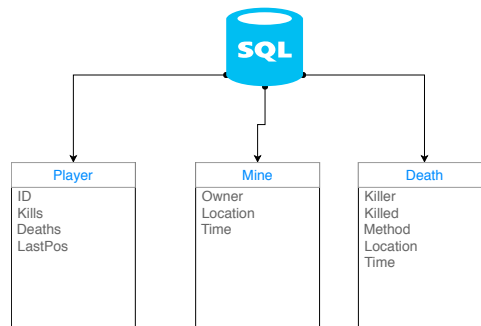 SQL
Player
ID
Kills
Deaths
LastPos
Mine
Owner
Location
Time
Death
Killer
Killed
Method
Location
Time